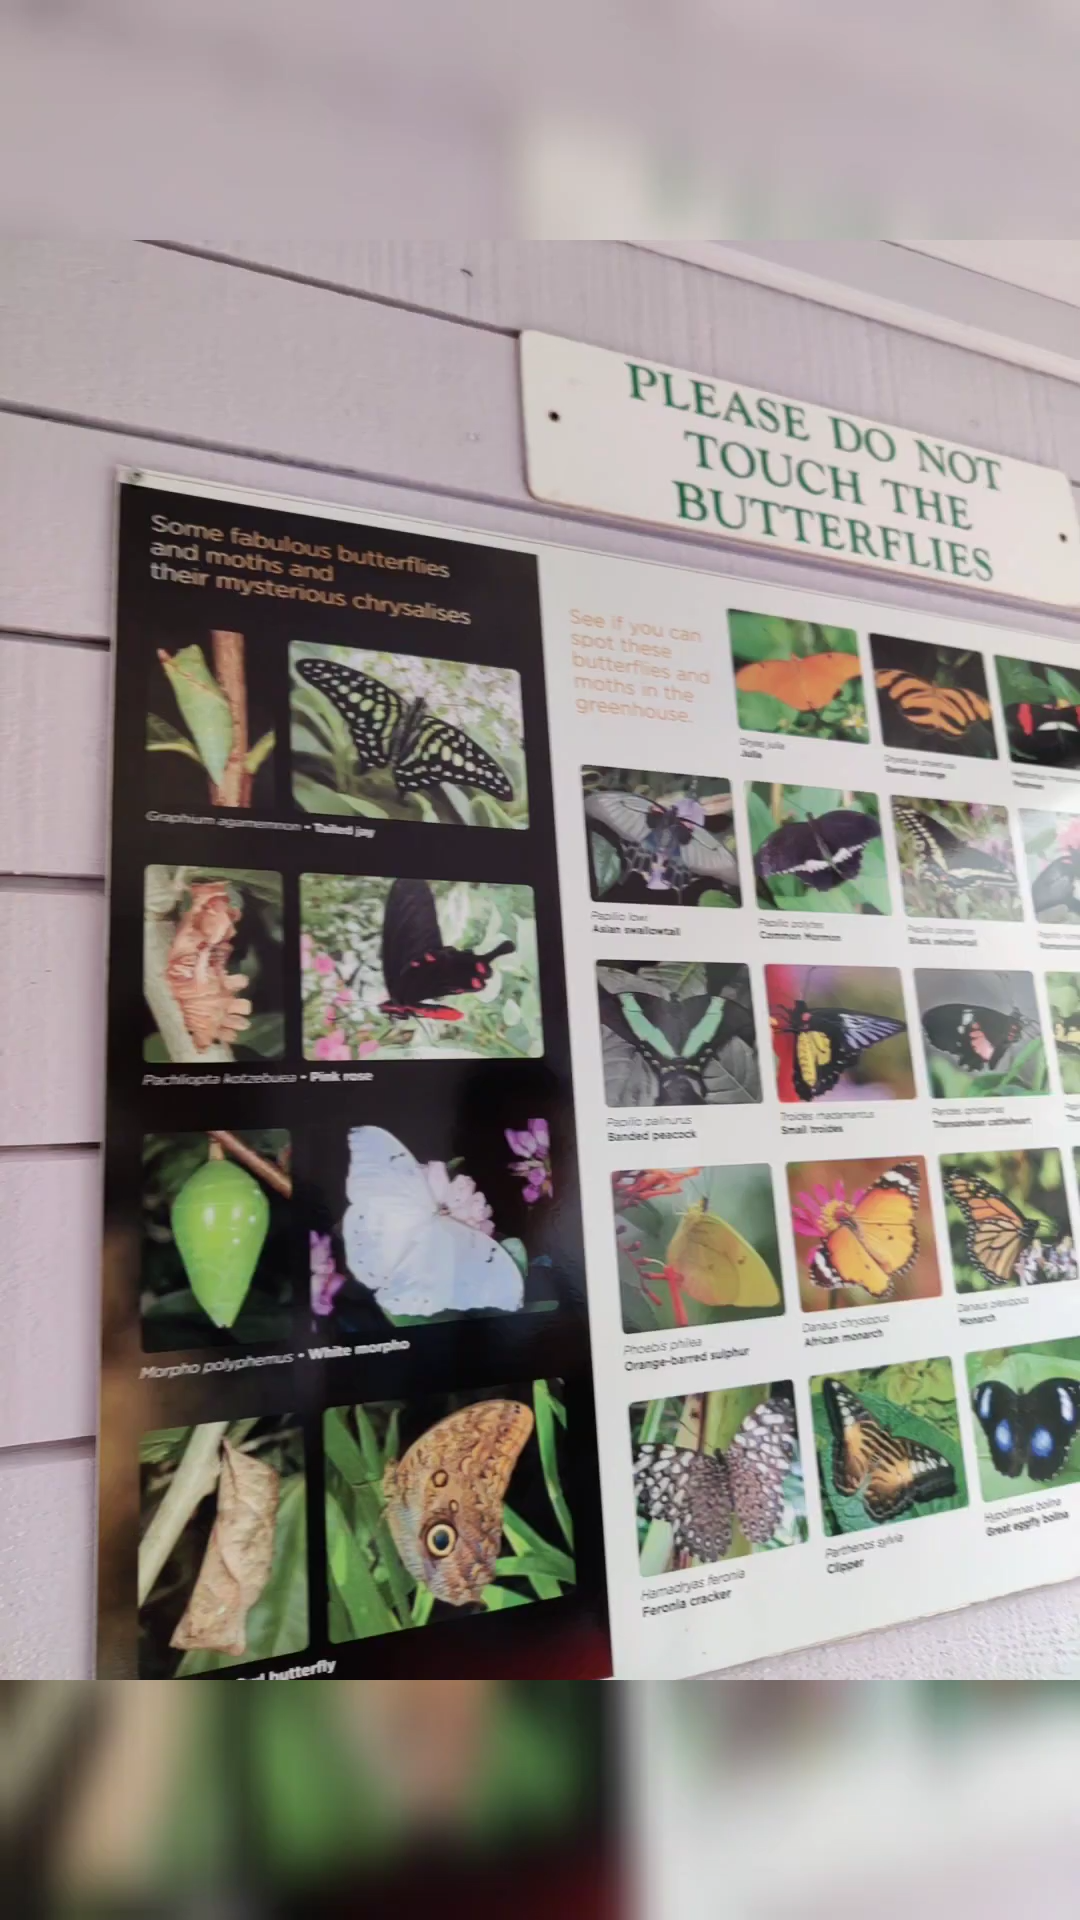 PLEASE DO NOT
TOUCH THE
BUTTERFLIES
Some fabulous butterflies
and moths and
their mysterious chrysalises
Graphium agamemnon • Tailed jay
Pachliopta kotzebuea • Pink rose
Morpho polyphemus • White morpho
butterfly
See if you can
spot these
butterflies and
moths in the
greenhouse.
Dryas julia
Julia
Banded orange
Papilio lowi
Asian swallowtail
Papilio polytes
Common Mormon
Papilio polyxenes
Black swallowtail
Papilio palinurus
Banded peacock
Troides rhadamantus
Small troides
Parides iphidamas
Transandean cattleheart
Phoebis philea
Orange-barred sulphur
Danaus chrysippus
African monarch
Danaus plexippus
Monarch
Hamadryas feronia
Feronia cracker
Parthenos sylvia
Clipper
Hypolimnas bolina
Great eggfly bolina